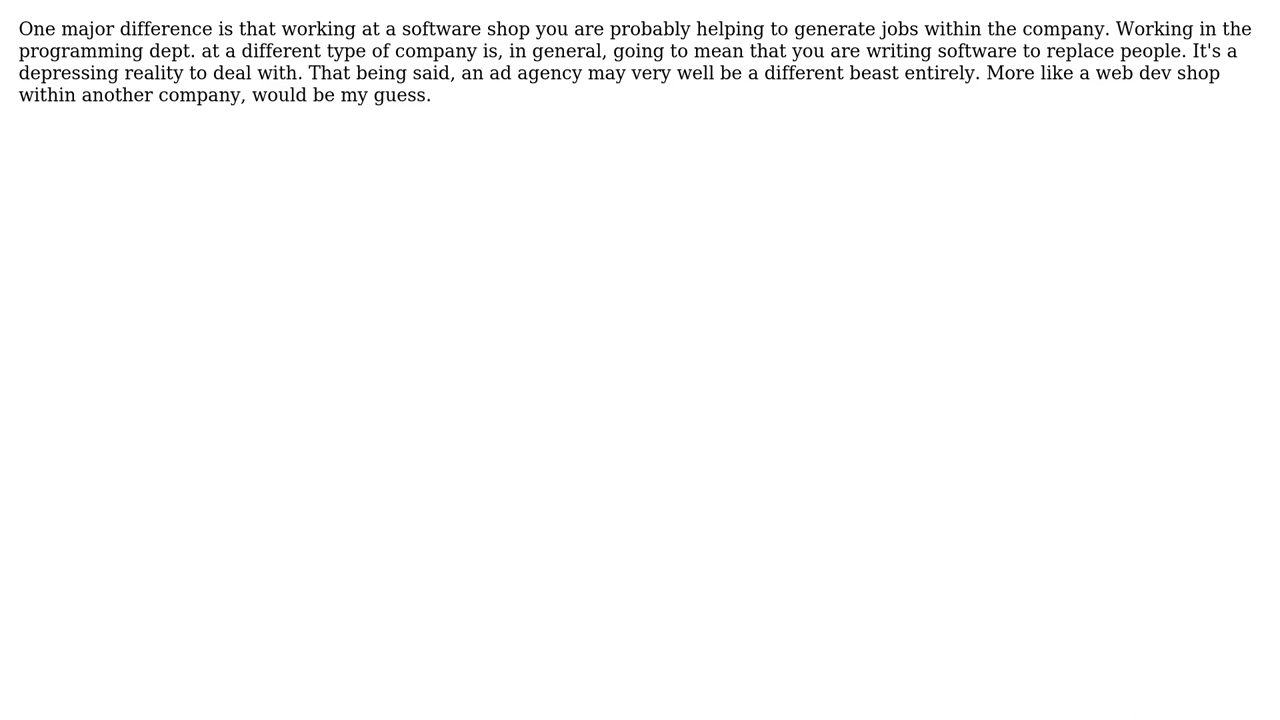 One major difference is that working at a software shop you are probably helping to generate jobs within the company. Working in the
programming dept. at a different type of company is, in general, going to mean that you are writing software to replace people. It's a
depressing reality to deal with. That being said, an ad agency may very well be a different beast entirely. More like a web dev shop
within another company, would be my guess.